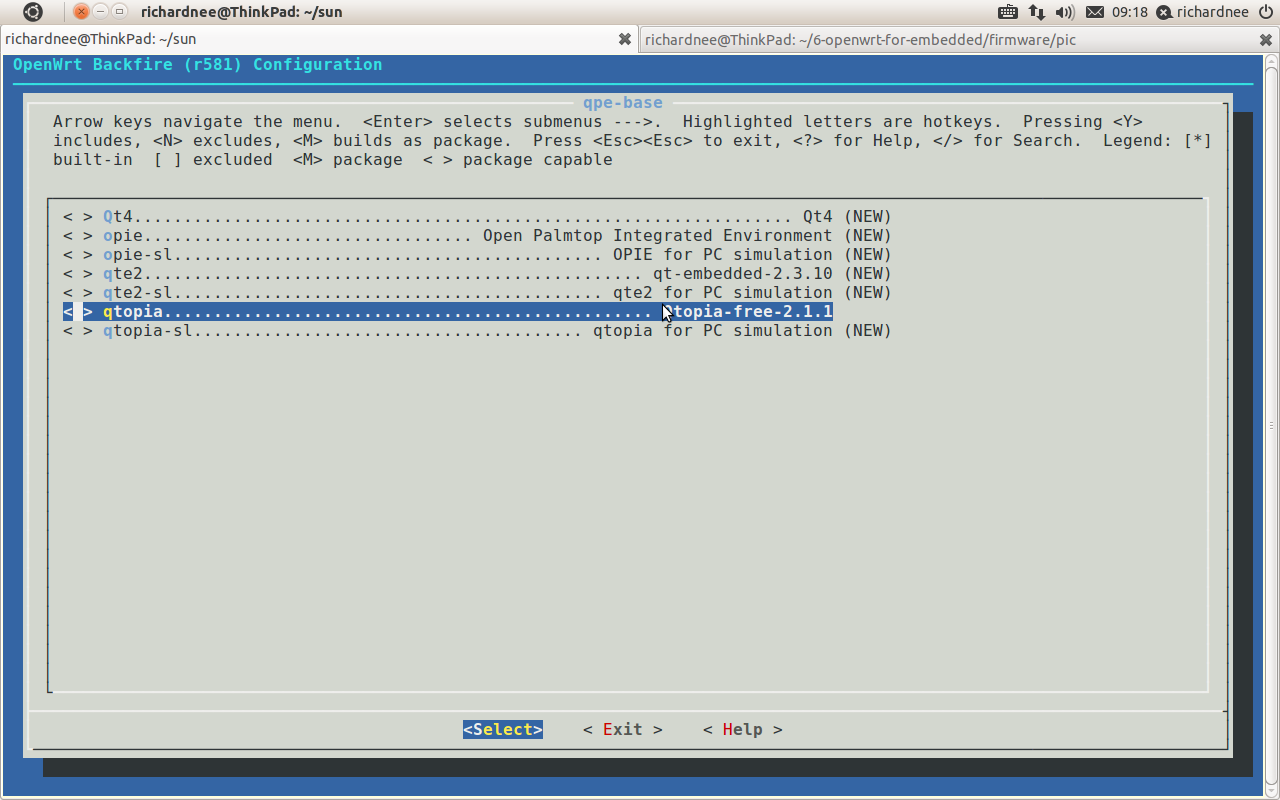 richardnee@ThinkPad: ~/sun 09:18 richardnee
richardnee@ThinkPad: ~/sun richardnee@ThinkPad: ~/6-openwrt-for-embedded/firmware/pic
OpenWrt Backfire (r581) Configuration
qpe-base
Arrow keys navigate the menu.  <Enter> selects submenus --->.  Highlighted letters are hotkeys.  Pressing <Y>
includes, <N> excludes, <M> builds as package.  Press <Esc><Esc> to exit, <?> for Help, </> for Search.  Legend: [*]
built-in  [ ] excluded  <M> package  < > package capable
< > Qt4.................................................................. Qt4 (NEW)
< > opie................................. Open Palmtop Integrated Environment (NEW)
< > opie-sl........................................... OPIE for PC simulation (NEW)
< > qte2.................................................. qt-embedded-2.3.10 (NEW)
< > qte2-sl........................................... qte2 for PC simulation (NEW)
< > qtopia................................................. Qtopia-free-2.1.1
< > qtopia-sl....................................... qtopia for PC simulation (NEW)
<Select> < Exit > < Help >